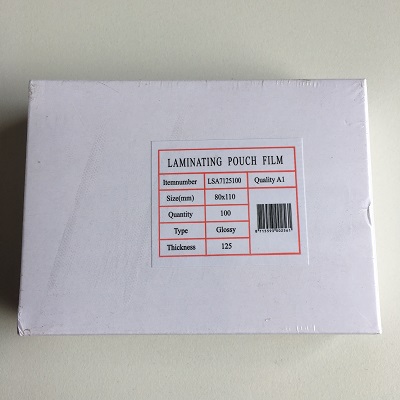 LAMINATING POUCH FILM
Itemnumber LSA7125100 Quality A1
Size(mm) 80x110
Quantity 100
Type Glossy
Thickness 125